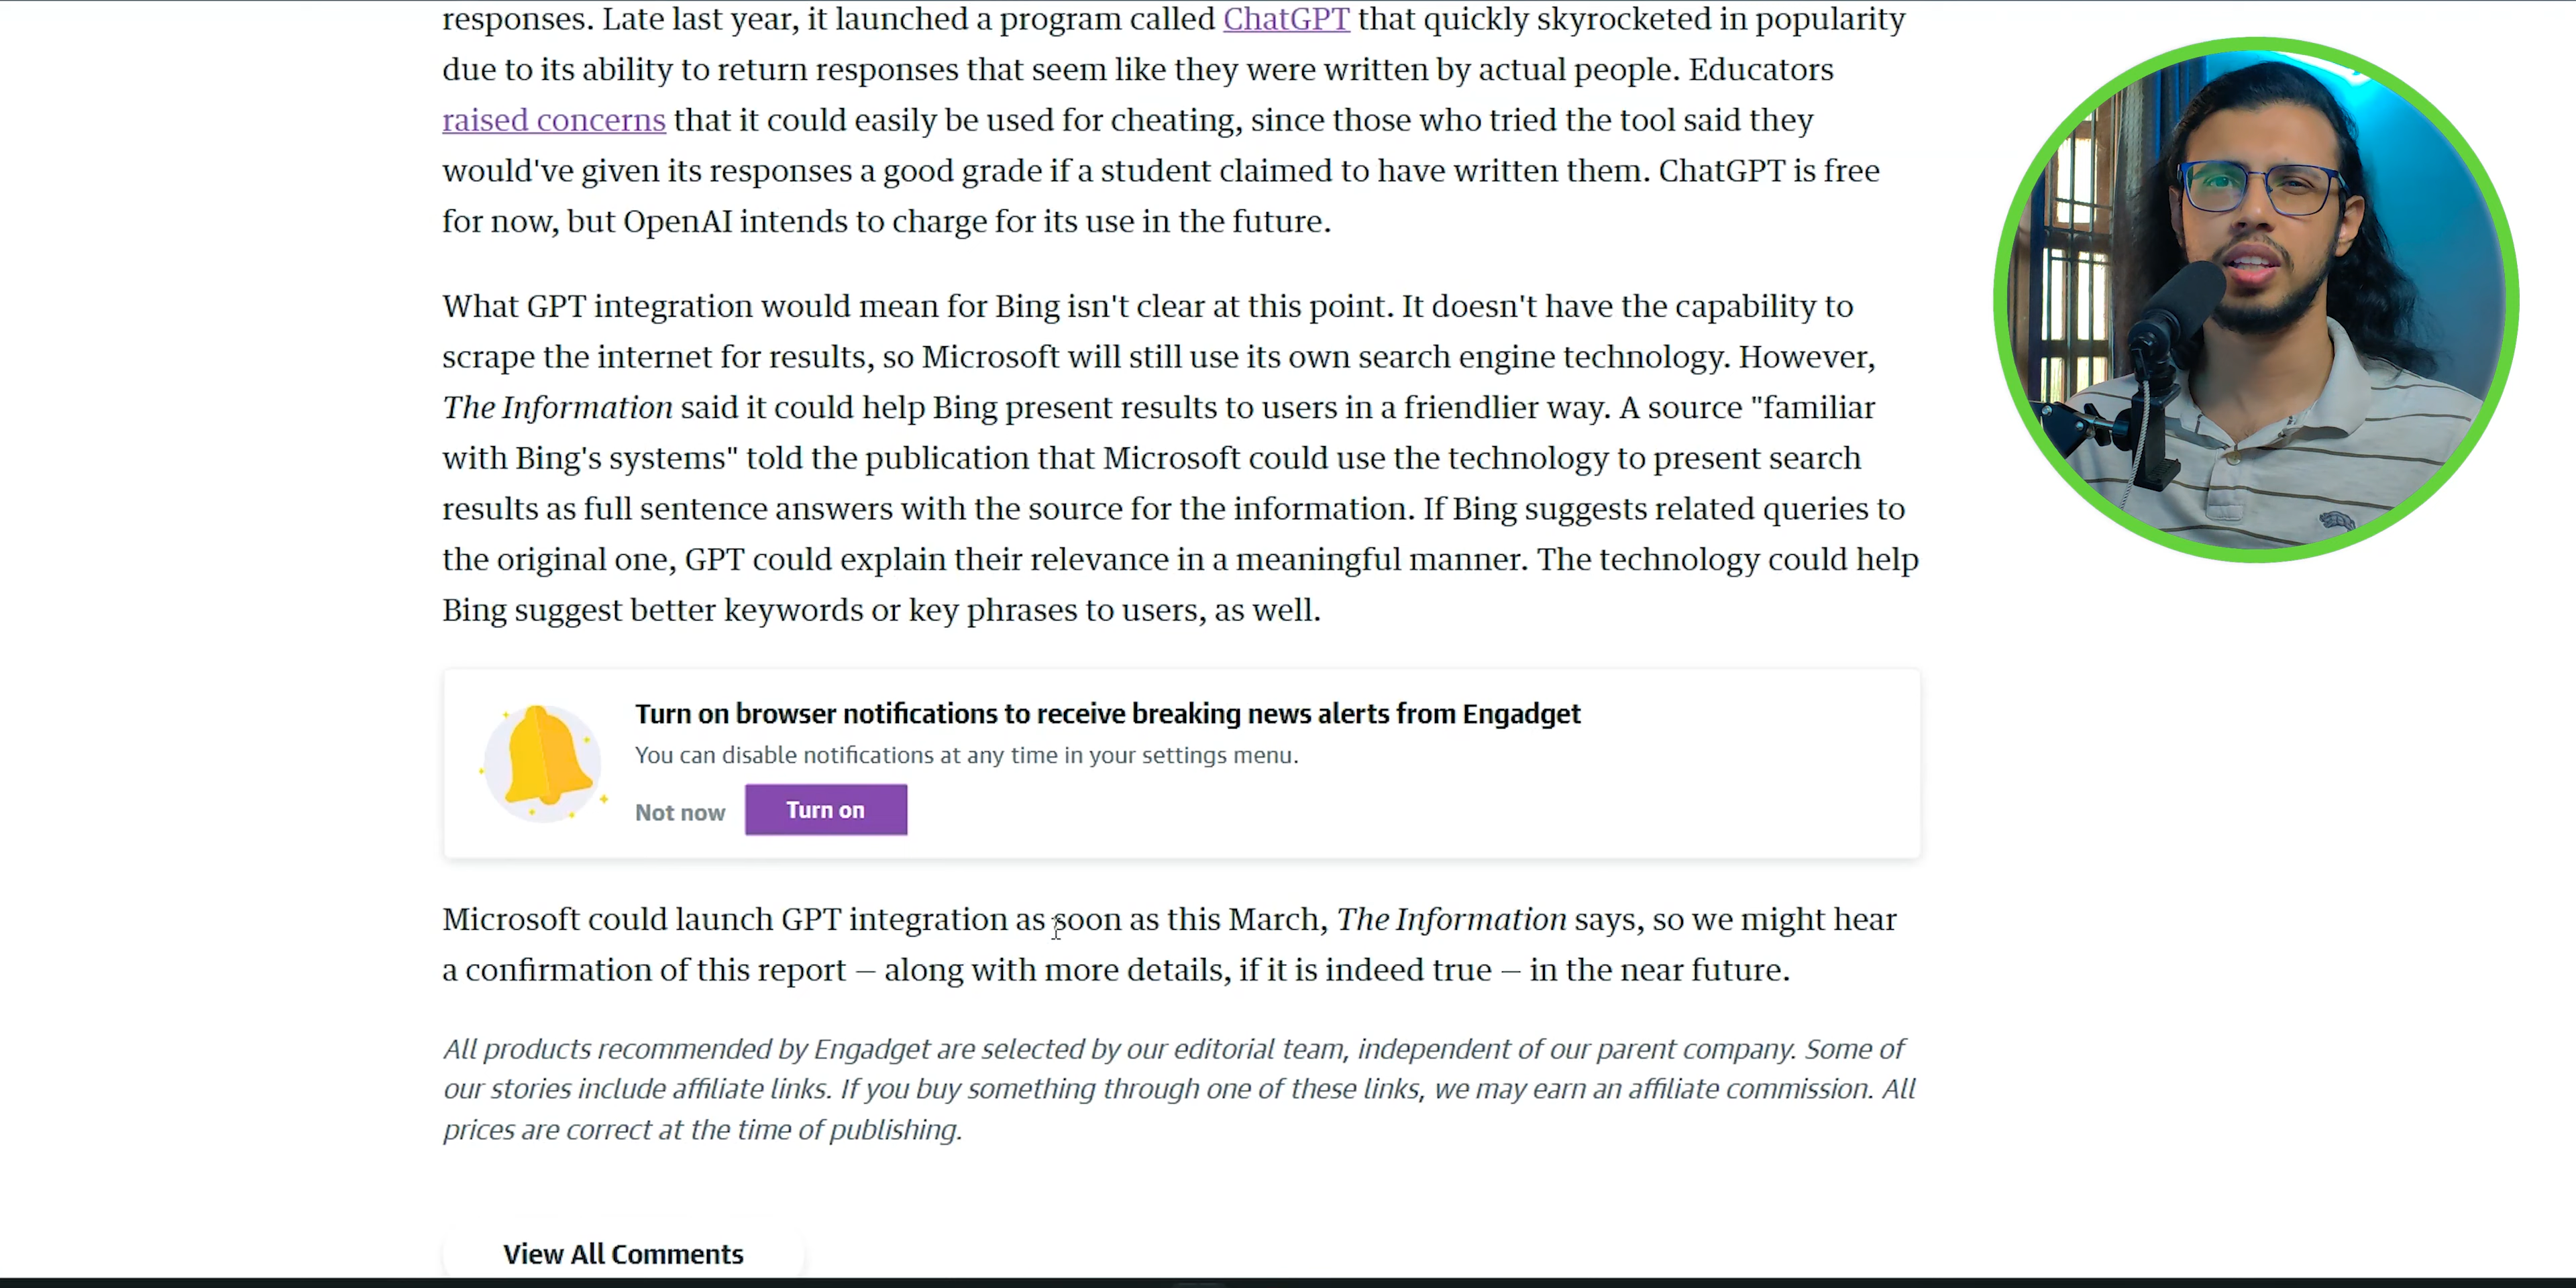 responses. Late last year, it launched a program called ChatGPT that quickly skyrocketed in popularity
due to its ability to return responses that seem like they were written by actual people. Educators
raised concerns that it could easily be used for cheating, since those who tried the tool said they
would've given its responses a good grade if a student claimed to have written them. ChatGPT is free
for now, but OpenAI intends to charge for its use in the future.
What GPT integration would mean for Bing isn't clear at this point. It doesn't have the capability to
scrape the internet for results, so Microsoft will still use its own search engine technology. However,
The Information said it could help Bing present results to users in a friendlier way. A source "familiar
with Bing's systems" told the publication that Microsoft could use the technology to present search
results as full sentence answers with the source for the information. If Bing suggests related queries to
the original one, GPT could explain their relevance in a meaningful manner. The technology could help
Bing suggest better keywords or key phrases to users, as well.
Turn on browser notifications to receive breaking news alerts from Engadget
You can disable notifications at any time in your settings menu.
Not now Turn on
Microsoft could launch GPT integration as soon as this March, The Information says, so we might hear
a confirmation of this report — along with more details, if it is indeed true — in the near future.
All products recommended by Engadget are selected by our editorial team, independent of our parent company. Some of
our stories include affiliate links. If you buy something through one of these links, we may earn an affiliate commission. All
prices are correct at the time of publishing.
View All Comments